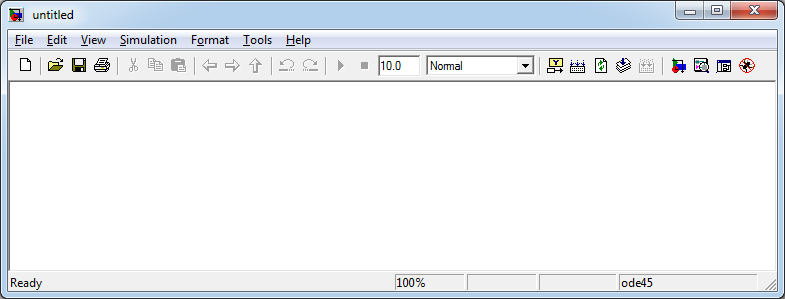 untitled
File Edit View Simulation Format Tools Help
10.0 Normal
Ready 100% ode45